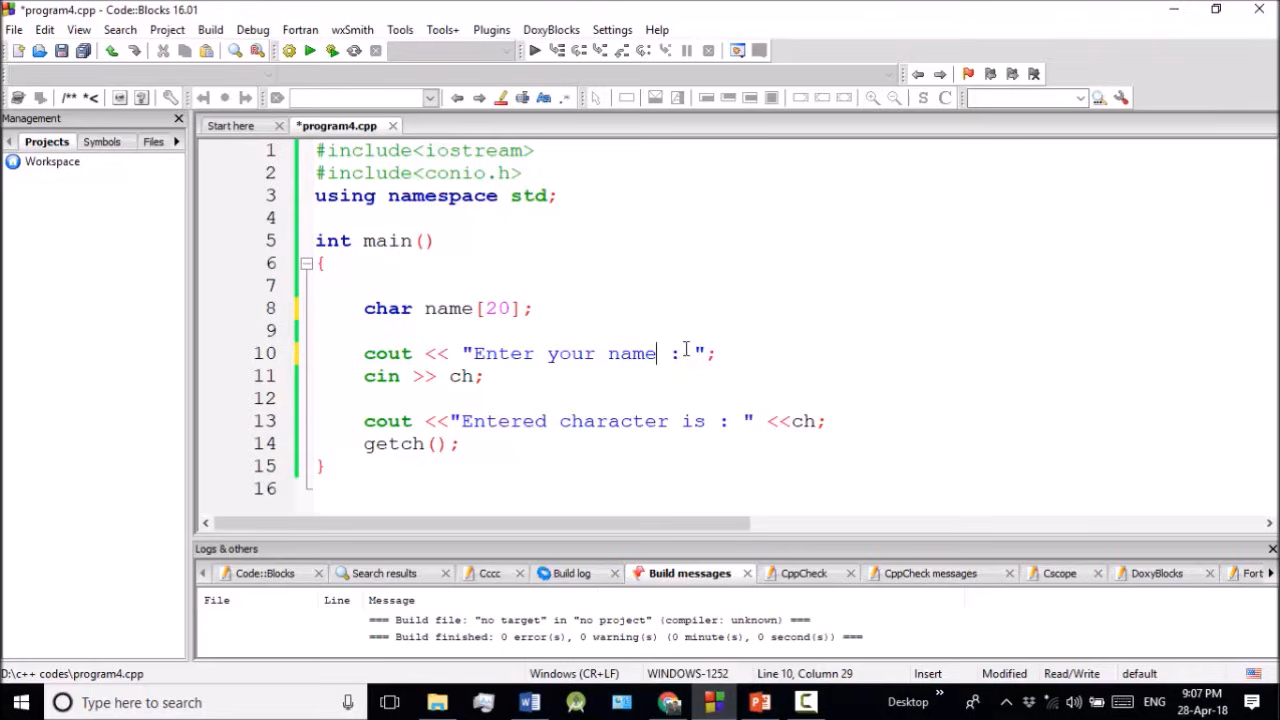 *program4.cpp - Code::Blocks 16.01
File Edit View Search Project Build Debug Fortran wxSmith Tools Tools+ Plugins DoxyBlocks Settings Help
/** *<
S C
Management
Start here
*program4.cpp
Projects Symbols Files
Workspace
1 #include<iostream>
2 #include<conio.h>
3 using namespace std;
4
5 int main()
6 {
7
8 char name[20];
9
10 cout << "Enter your name : ";
11 cin >> ch;
12
13 cout <<"Entered character is : " <<ch;
14 getch();
15 }
16
Logs & others
Code::Blocks Search results Cccc Build log Build messages CppCheck CppCheck messages Cscope DoxyBlocks Fort
File Line Message
=== Build file: "no target" in "no project" (compiler: unknown) ===
=== Build finished: 0 error(s), 0 warning(s) (0 minute(s), 0 second(s)) ===
D:\c++ codes\program4.cpp Windows (CR+LF) WINDOWS-1252 Line 10, Column 29 Insert Modified Read/Write default
Type here to search
Desktop
ENG
9:07 PM
28-Apr-18